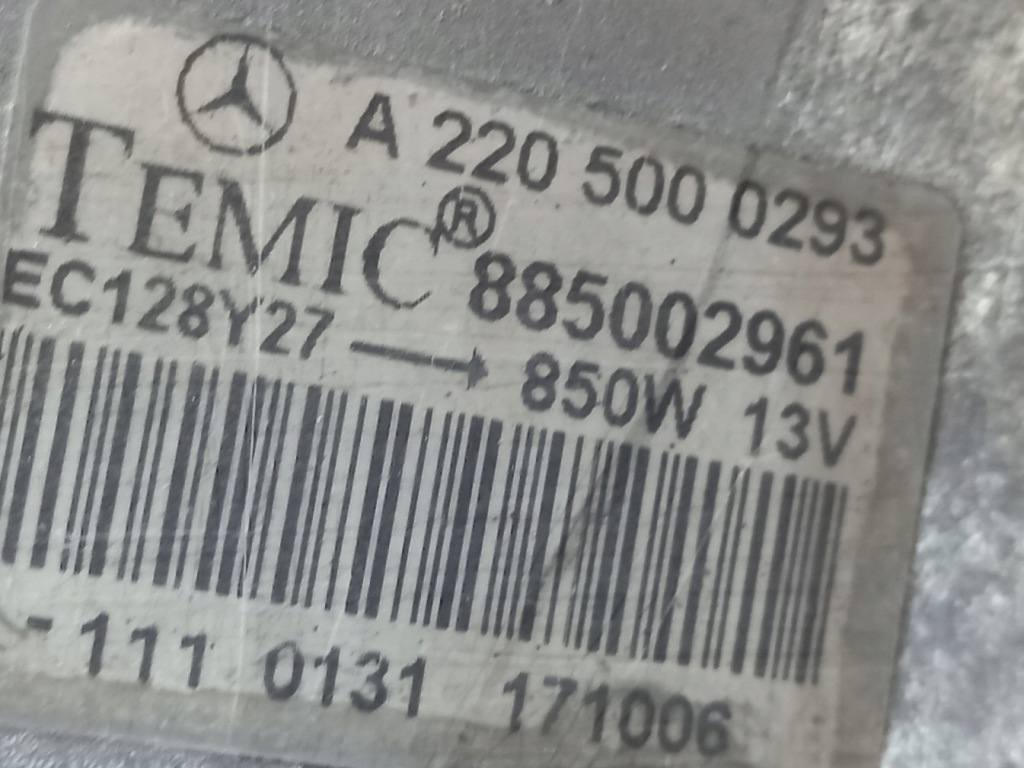 A 220 500 0293
TEMIC® 885002961
EC128Y27 → 850W 13V
-111 0131 171006